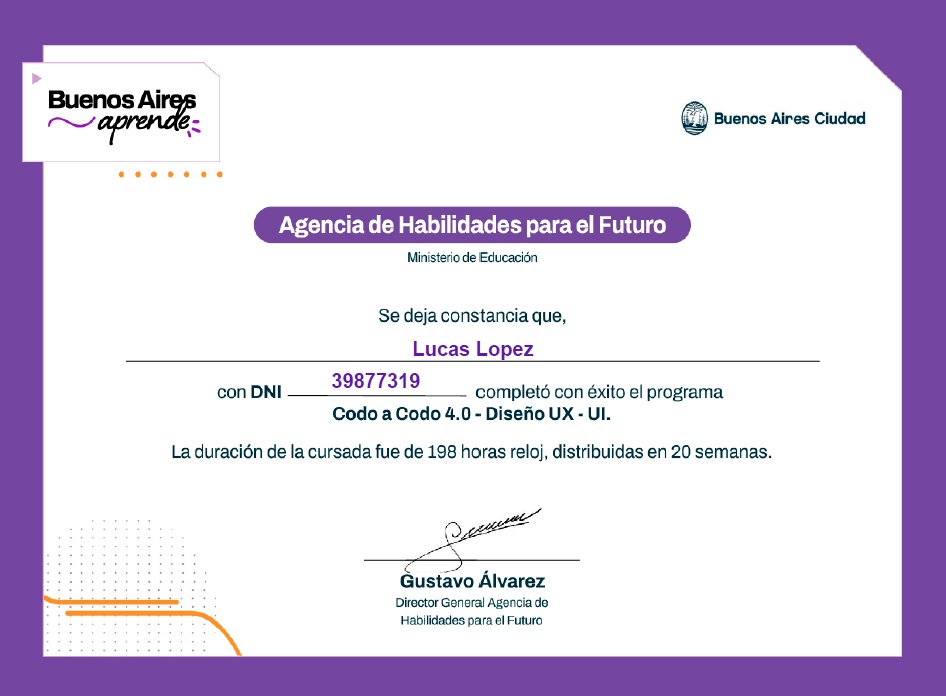 Buenos Aires
aprende
Buenos Aires Ciudad
Agencia de Habilidades para el Futuro
Ministerio de Educación
Se deja constancia que,
Lucas Lopez
con DNI 39877319 completó con éxito el programa
Codo a Codo 4.0 - Diseño UX - UI.
La duración de la cursada fue de 198 horas reloj, distribuidas en 20 semanas.
Gustavo Álvarez
Director General Agencia de
Habilidades para el Futuro